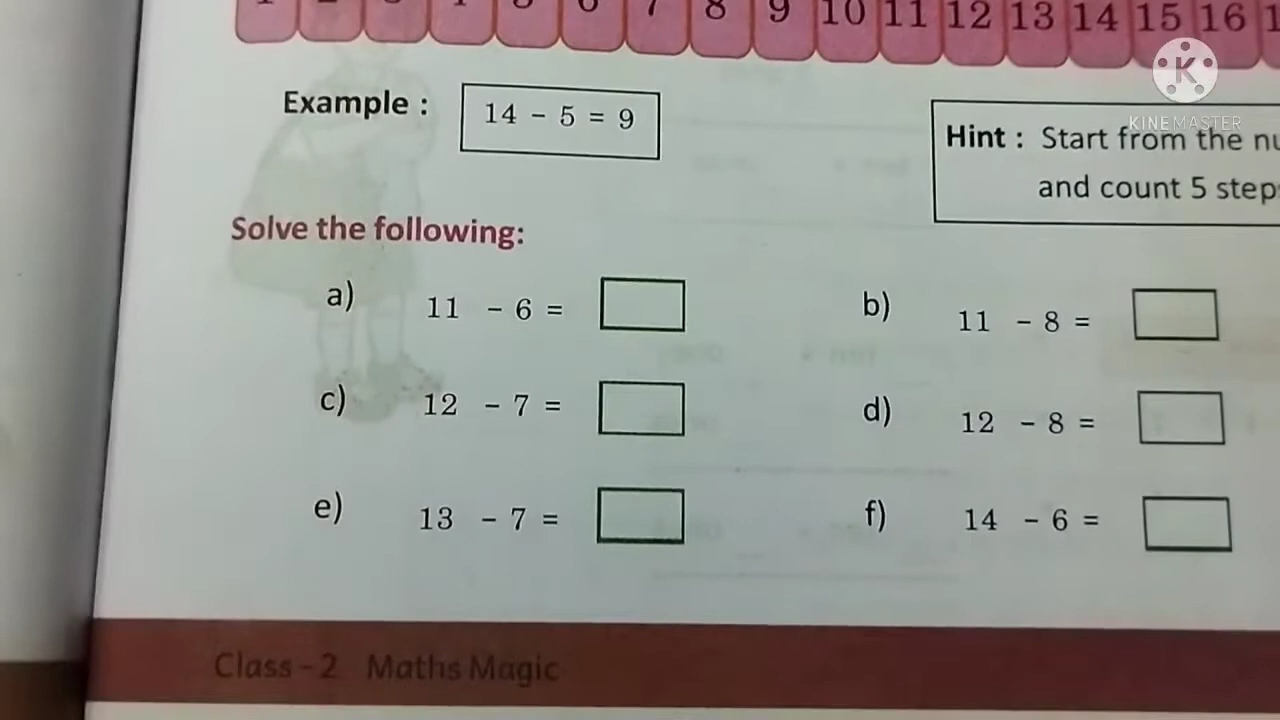 7 8 9 10 11 12 13 14 15 16
K
KINEMASTER
Example : 14 - 5 = 9
Hint : Start from the
and count 5
Solve the following:
a) 11 - 6 =
b) 11 - 8 =
c) 12 - 7 =
d) 12 - 8 =
e) 13 - 7 =
f) 14 - 6 =
Class - 2 Maths Magic